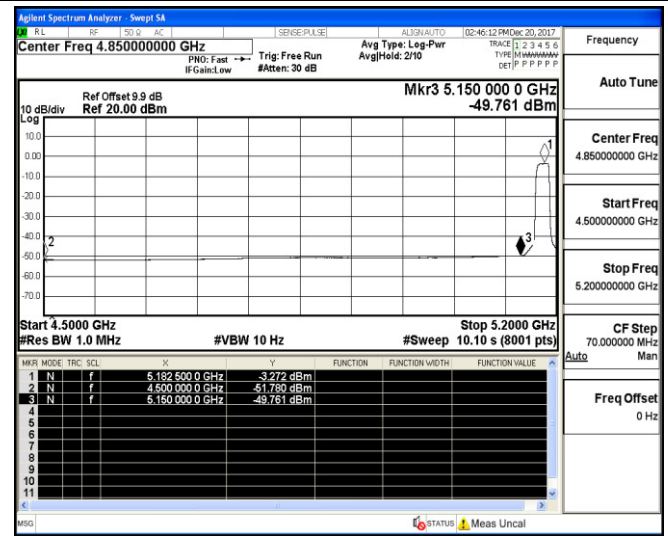 Agilent Spectrum Analyzer - Swept SA
RL RF 50 Ω AC SENSE:PULSE ALIGN AUTO 02:46:12 PM Dec 20, 2017
Center Freq 4.850000000 GHz
PNO: Fast
IFGain:Low
Trig: Free Run
#Atten: 30 dB
Avg Type: Log-Pwr
Avg|Hold: 2/10
TRACE 1 2 3 4 5 6
TYPE MWWWWW
DET P P P P P P
Ref Offset 9.9 dB
10 dB/div Ref 20.00 dBm
Log
Mkr3 5.150 000 0 GHz
-49.761 dBm
10.0
0.00
-10.0
-20.0
-30.0
-40.0
-50.0
-60.0
-70.0
1
2
3
Start 4.5000 GHz Stop 5.2000 GHz
#Res BW 1.0 MHz #VBW 10 Hz #Sweep 10.10 s (8001 pts)
MKR MODE TRC SCL X Y FUNCTION FUNCTION WIDTH FUNCTION VALUE
1 N f 5.182 500 0 GHz -3.272 dBm
2 N f 4.500 000 0 GHz -51.780 dBm
3 N f 5.150 000 0 GHz -49.761 dBm
4
5
6
7
8
9
10
11
MSG STATUS Meas Uncal
Frequency
Auto Tune
Center Freq
4.850000000 GHz
Start Freq
4.500000000 GHz
Stop Freq
5.200000000 GHz
CF Step
70.000000 MHz
Auto Man
Freq Offset
0 Hz